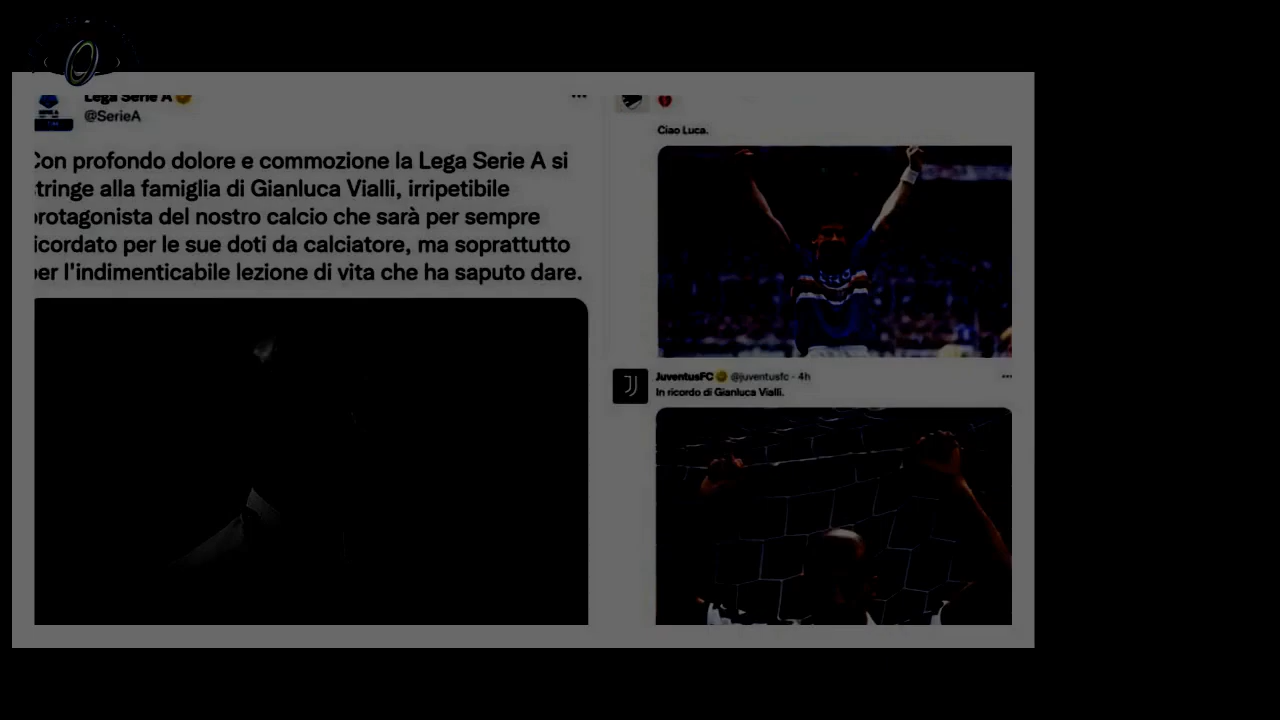 Lega Serie A
@SerieA
Con profondo dolore e commozione la Lega Serie A si
stringe alla famiglia di Gianluca Vialli, irripetibile
protagonista del nostro calcio che sarà per sempre
ricordato per le sue doti da calciatore, ma soprattutto
per l'indimenticabile lezione di vita che ha saputo dare.
Ciao Luca.
JuventusFC @juventusfc · 4h
In ricordo di Gianluca Vialli.